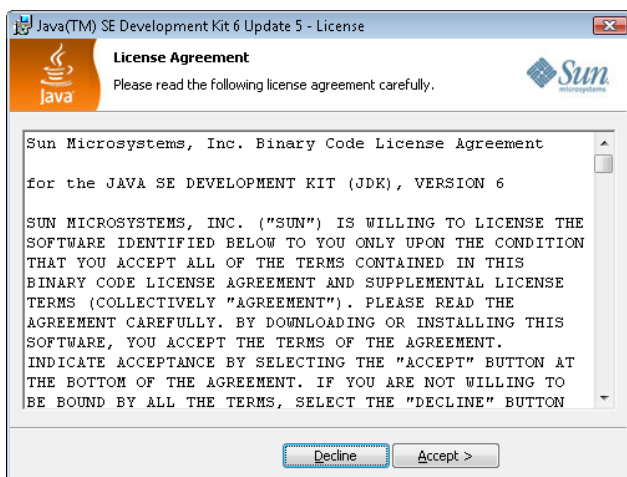 Java(TM) SE Development Kit 6 Update 5 - License
License Agreement
Please read the following license agreement carefully.
Java
Sun
microsystems
Sun Microsystems, Inc. Binary Code License Agreement
for the JAVA SE DEVELOPMENT KIT (JDK), VERSION 6
SUN MICROSYSTEMS, INC. ("SUN") IS WILLING TO LICENSE THE
SOFTWARE IDENTIFIED BELOW TO YOU ONLY UPON THE CONDITION
THAT YOU ACCEPT ALL OF THE TERMS CONTAINED IN THIS
BINARY CODE LICENSE AGREEMENT AND SUPPLEMENTAL LICENSE
TERMS (COLLECTIVELY "AGREEMENT"). PLEASE READ THE
AGREEMENT CAREFULLY. BY DOWNLOADING OR INSTALLING THIS
SOFTWARE, YOU ACCEPT THE TERMS OF THE AGREEMENT.
INDICATE ACCEPTANCE BY SELECTING THE "ACCEPT" BUTTON AT
THE BOTTOM OF THE AGREEMENT. IF YOU ARE NOT WILLING TO
BE BOUND BY ALL THE TERMS, SELECT THE "DECLINE" BUTTON
Decline
Accept >